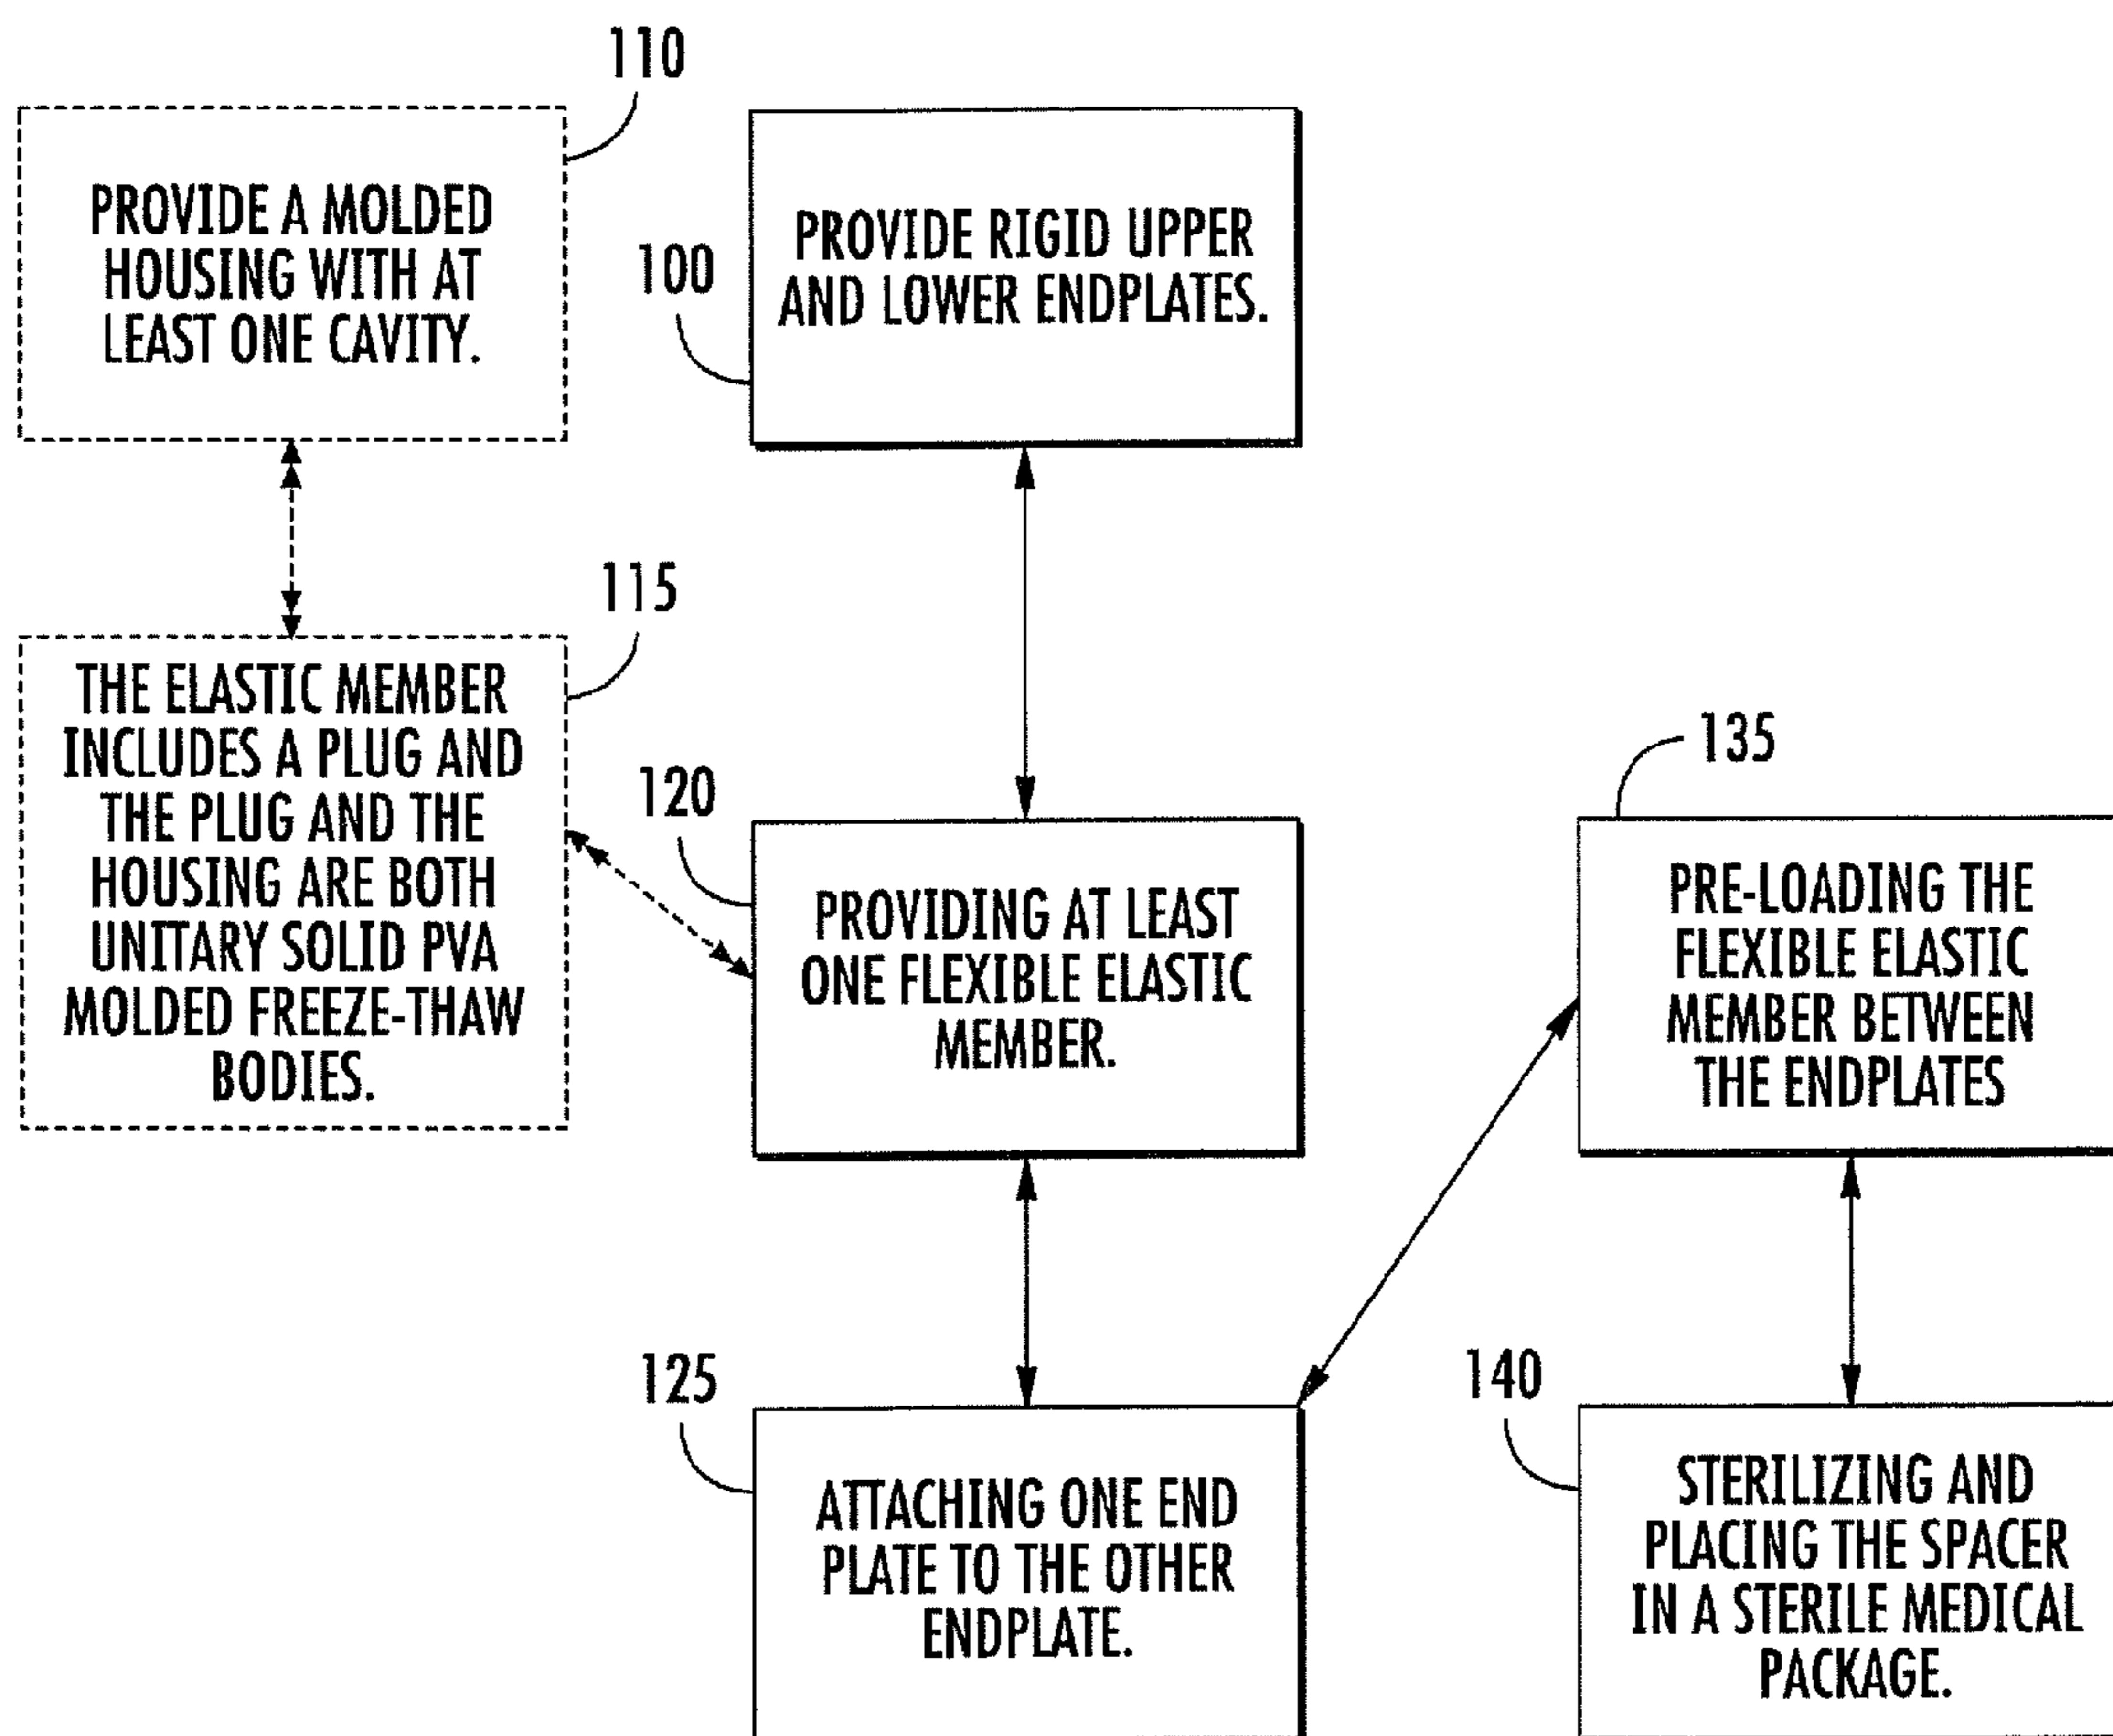 110
PROVIDE A MOLDED
HOUSING WITH AT
LEAST ONE CAVITY.
100
PROVIDE RIGID UPPER
AND LOWER ENDPLATES.
115
THE ELASTIC MEMBER
INCLUDES A PLUG AND
THE PLUG AND THE
HOUSING ARE BOTH
UNITARY SOLID PVA
MOLDED FREEZE-THAW
BODIES.
120
PROVIDING AT LEAST
ONE FLEXIBLE ELASTIC
MEMBER.
135
PRE-LOADING THE
FLEXIBLE ELASTIC
MEMBER BETWEEN
THE ENDPLATES
125
ATTACHING ONE END
PLATE TO THE OTHER
ENDPLATE.
140
STERILIZING AND
PLACING THE SPACER
IN A STERILE MEDICAL
PACKAGE.